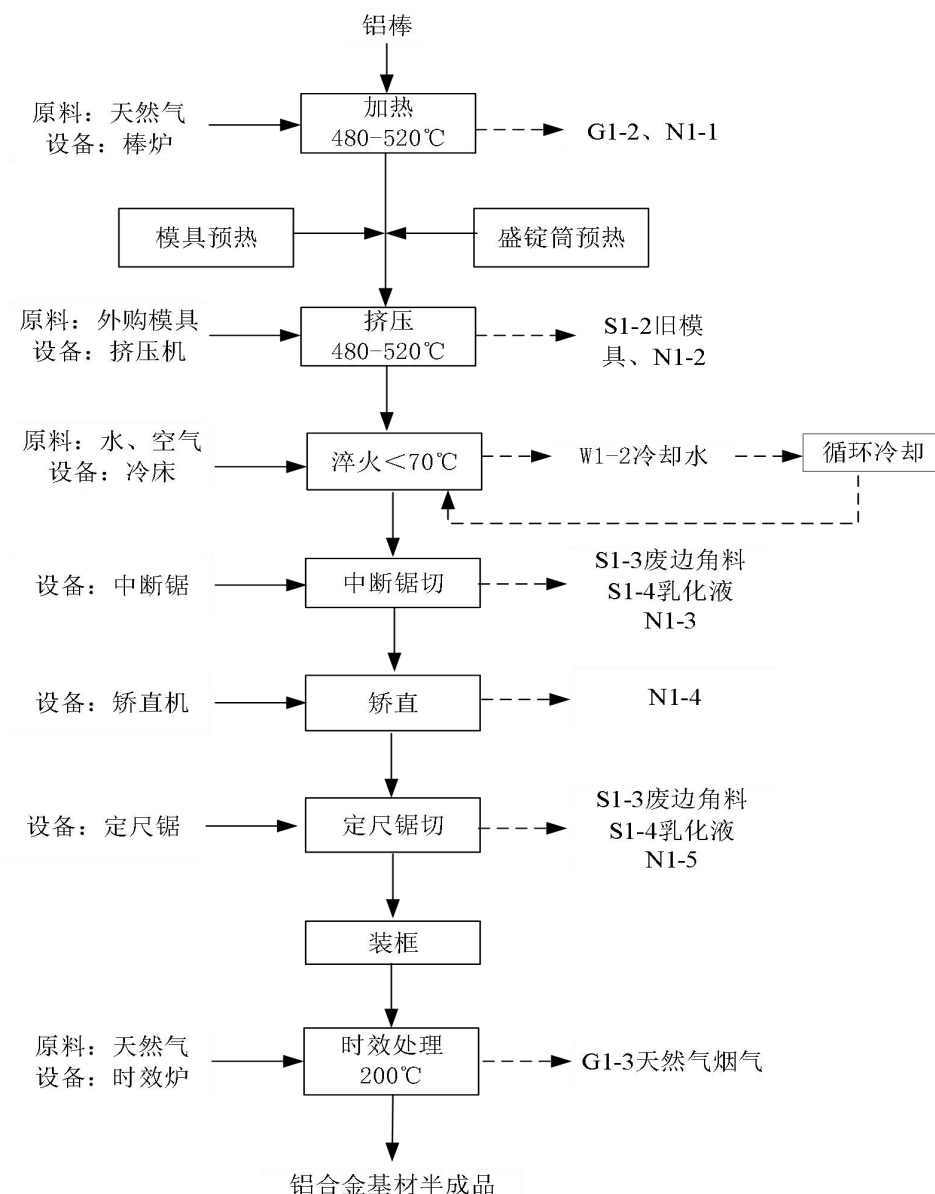 铝棒
原料：天然气
设备：棒炉
加热
480-520℃
G1-2、N1-1
模具预热
盛锭筒预热
原料：外购模具
设备：挤压机
挤压
480-520℃
S1-2旧模
具、N1-2
原料：水、空气
设备：冷床
淬火＜70℃
W1-2冷却水
循环冷却
设备：中断锯
中断锯切
S1-3废边角料
S1-4乳化液
N1-3
设备：矫直机
矫直
N1-4
设备：定尺锯
定尺锯切
S1-3废边角料
S1-4乳化液
N1-5
装框
原料：天然气
设备：时效炉
时效处理
200℃
G1-3天然气烟气
铝合金基材半成品